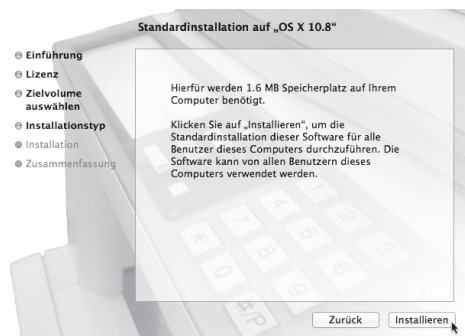 Standardinstallation auf „OS X 10.8“
Einführung
Lizenz
Zielvolume
auswählen
Installationstyp
Installation
Zusammenfassung
Hierfür werden 1.6 MB Speicherplatz auf Ihrem
Computer benötigt.
Klicken Sie auf „Installieren“, um die
Standardinstallation dieser Software für alle
Benutzer dieses Computers durchzuführen. Die
Software kann von allen Benutzern dieses
Computers verwendet werden.
Zurück
Installieren